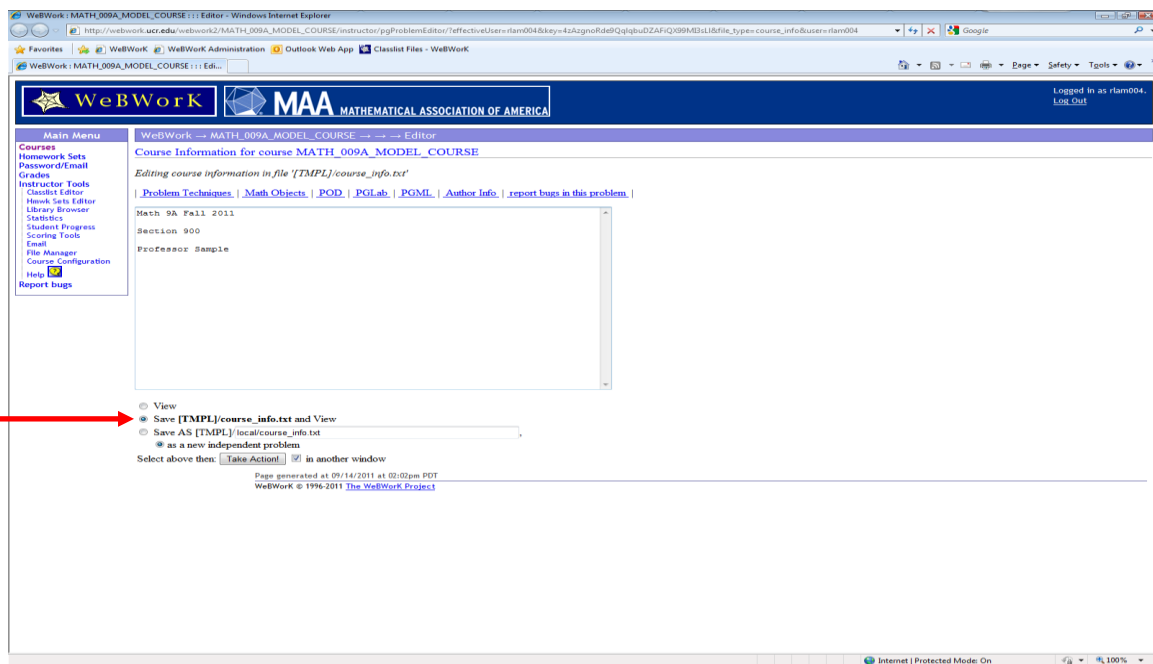 WeBWork : MATH_009A_MODEL_COURSE : : : Editor - Windows Internet Explorer
http://webwork.ucr.edu/webwork2/MATH_009A_MODEL_COURSE/instructor/pgProblemEditor/?effectiveUser=rlam004&key=4zAzgnoRde9QqlqbuDZAFiQX99Ml3sLl&file_type=course_info&user=rlam004
Google
Favorites WeBWorK WeBWorK Administration Outlook Web App Classlist Files - WeBWorK
WeBWork : MATH_009A_MODEL_COURSE : : : Edi...
Page Safety Tools
WeBWorK
MAA MATHEMATICAL ASSOCIATION OF AMERICA
Logged in as rlam004.
Log Out
Main Menu
Courses
Homework Sets
Password/Email
Grades
Instructor Tools
Classlist Editor
Hmwk Sets Editor
Library Browser
Statistics
Student Progress
Scoring Tools
Email
File Manager
Course Configuration
Help
Report bugs
WeBWork → MATH_009A_MODEL_COURSE → → → Editor
Course Information for course MATH_009A_MODEL_COURSE
Editing course information in file '[TMPL]/course_info.txt'
| Problem Techniques | Math Objects | POD | PGLab | PGML | Author Info | report bugs in this problem |
Math 9A Fall 2011
Section 900
Professor Sample
View
Save [TMPL]/course_info.txt and View
Save AS [TMPL]/ local/course_info.txt ,
as a new independent problem
Select above then: Take Action! in another window
Page generated at 09/14/2011 at 02:02pm PDT
WeBWorK © 1996-2011 The WeBWorK Project
Internet | Protected Mode: On
100%